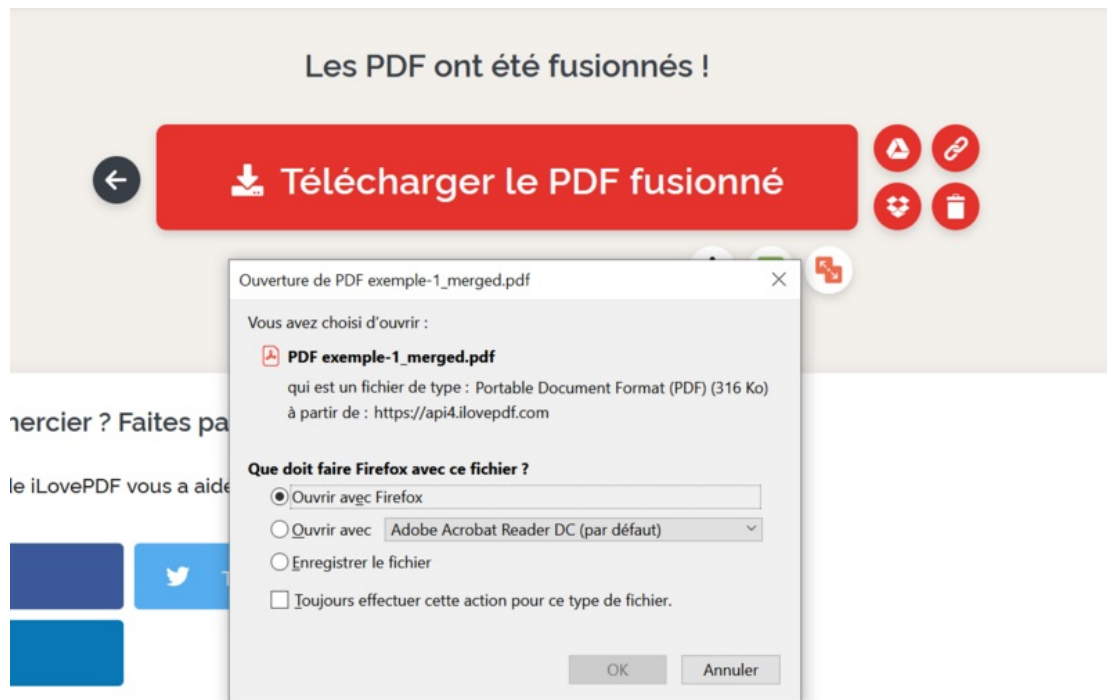 Les PDF ont été fusionnés !
Télécharger le PDF fusionné
Ouverture de PDF exemple-1_merged.pdf
Vous avez choisi d'ouvrir :
PDF exemple-1_merged.pdf
qui est un fichier de type : Portable Document Format (PDF) (316 Ko)
à partir de : https://api4.ilovepdf.com
ercier ? Faites pa
Que doit faire Firefox avec ce fichier ?
le iLovePDF vous a aide
Ouvrir avec Firefox
Ouvrir avec Adobe Acrobat Reader DC (par défaut)
Enregistrer le fichier
Toujours effectuer cette action pour ce type de fichier.
OK Annuler